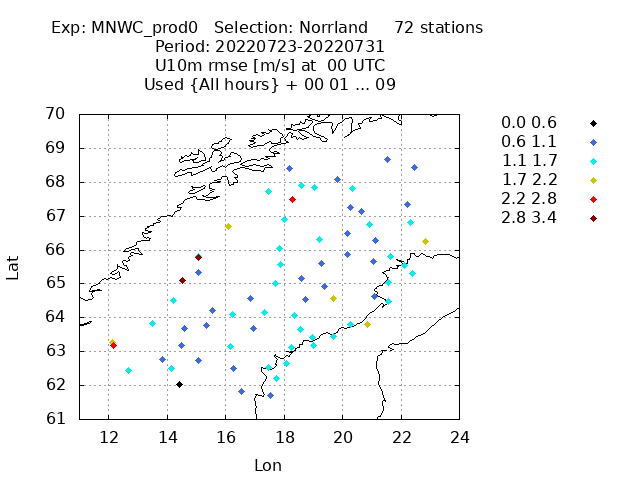 Exp: MNWC_prod0   Selection: Norrland     72 stations
Period: 20220723-20220731
U10m rmse [m/s] at  00 UTC
Used {All hours} + 00 01 ... 09
0.0 0.6
0.6 1.1
1.1 1.7
1.7 2.2
2.2 2.8
2.8 3.4
70
69
68
67
66
65
64
63
62
61
Lat
12 14 16 18 20 22 24
Lon